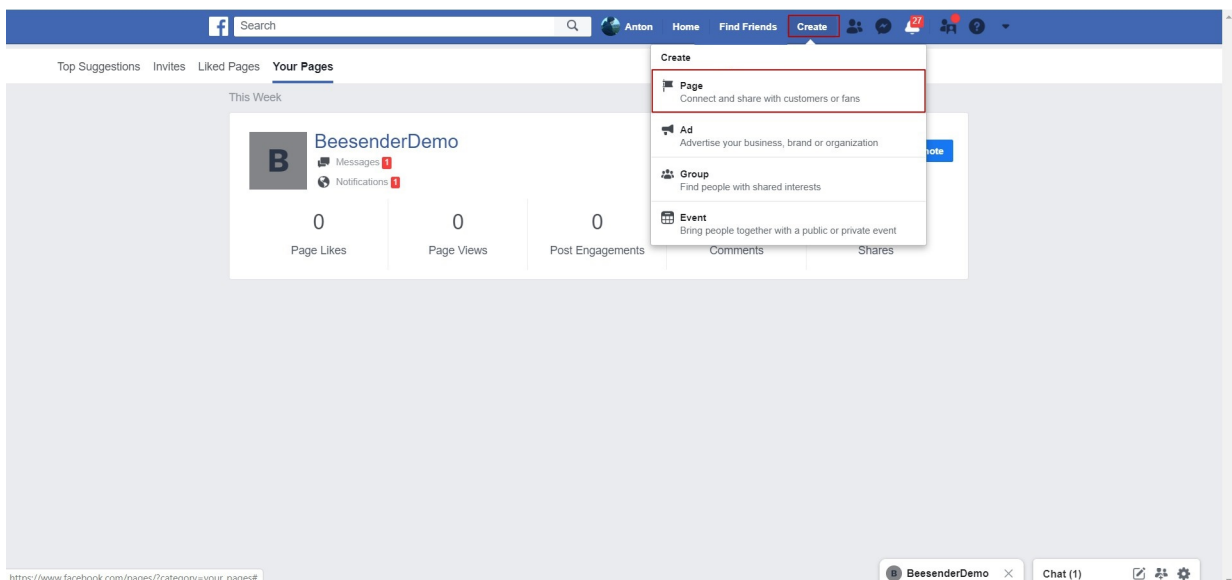 f Search Anton Home Find Friends Create 27
Top Suggestions Invites Liked Pages Your Pages
Create
Page
Connect and share with customers or fans
Ad
Advertise your business, brand or organization
Group
Find people with shared interests
Event
Bring people together with a public or private event
This Week
B
BeesenderDemo
Messages 1
Notifications 1
0 0 0
Page Likes Page Views Post Engagements Comments Shares
https://www.facebook.com/pages/?category=your_pages#
B BeesenderDemo Chat (1)